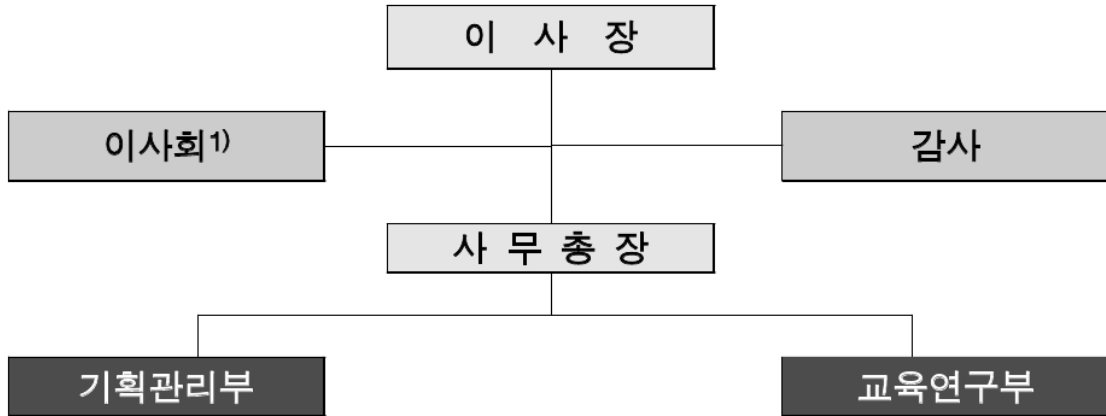 이 사 장
이사회1)
감사
사 무 총 장
기획관리부
교육연구부